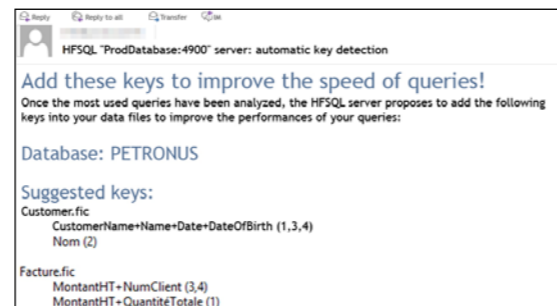 Reply Reply to all Transfer IM
HFSQL "ProdDatabase:4900" server: automatic key detection
Add these keys to improve the speed of queries!
Once the most used queries have been analyzed, the HFSQL server proposes to add the following
keys into your data files to improve the performances of your queries:
Database: PETRONUS
Suggested keys:
Customer.fic
CustomerName+Name+Date+DateOfBirth (1,3,4)
Nom (2)
Facture.fic
MontantHT+NumClient (3,4)
MontantHT+QuantitéTotale (1)